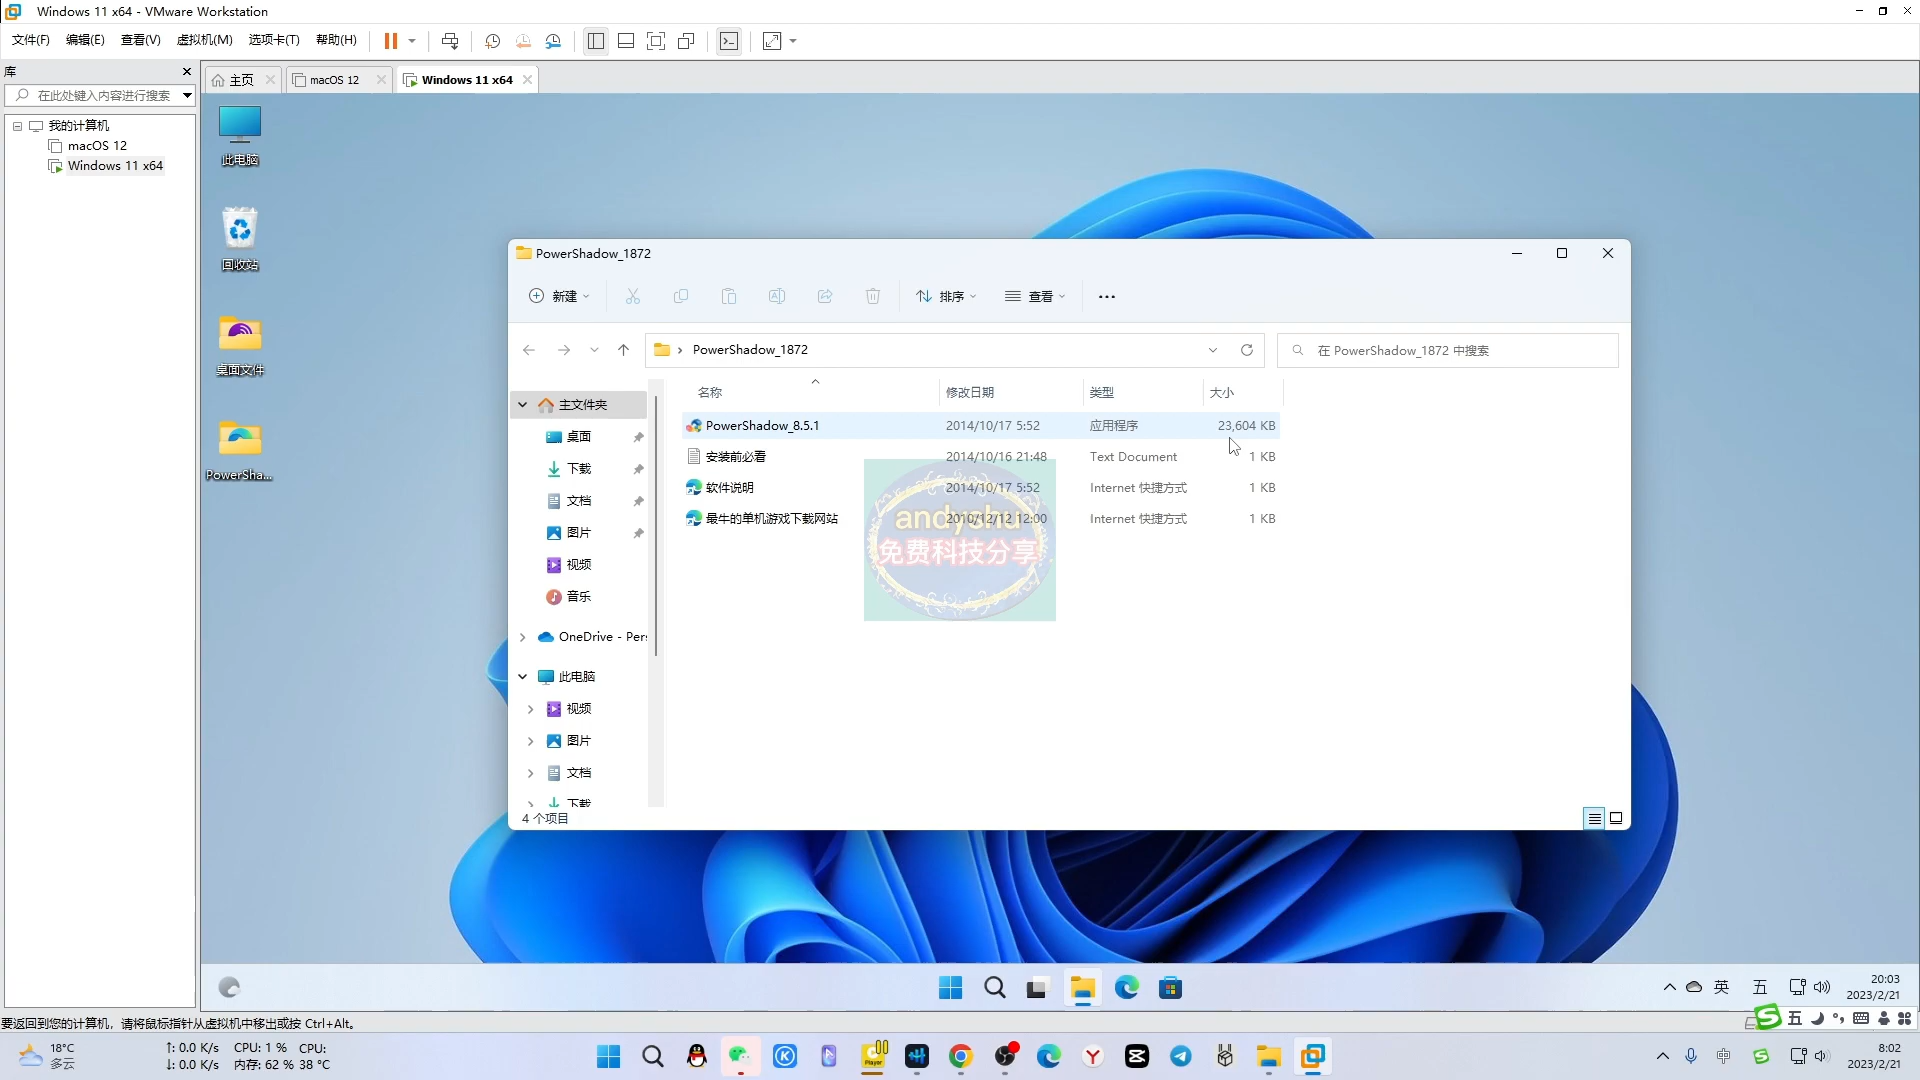 Windows 11 x64 - VMware Workstation
文件(F) 编辑(E) 查看(V) 虚拟机(M) 选项卡(T) 帮助(H)
库
在此处键入内容进行搜索
我的计算机
macOS 12
Windows 11 x64
主页 macOS 12 Windows 11 x64
此电脑
回收站
桌面文件
PowerSha...
PowerShadow_1872
新建 排序 查看
PowerShadow_1872
在 PowerShadow_1872 中搜索
主文件夹
桌面
下载
文档
图片
视频
音乐
OneDrive - Pers
此电脑
视频
图片
文档
下载
名称 修改日期 类型 大小
PowerShadow_8.5.1 2014/10/17 5:52 应用程序 23,604 KB
安装前必看 2014/10/16 21:48 Text Document 1 KB
软件说明 2014/10/17 5:52 Internet 快捷方式 1 KB
最牛的单机游戏下载网站 2010/12/12 12:00 Internet 快捷方式 1 KB
andyshu
免费科技分享
4 个项目
英 五 20:03
2023/2/21
要返回到您的计算机，请将鼠标指针从虚拟机中移出或按 Ctrl+Alt。
五
18°C
多云
↑: 0.0 K/s CPU: 1 % CPU:
↓: 0.0 K/s 内存: 62 % 38 °C
Player
中
8:02
2023/2/21